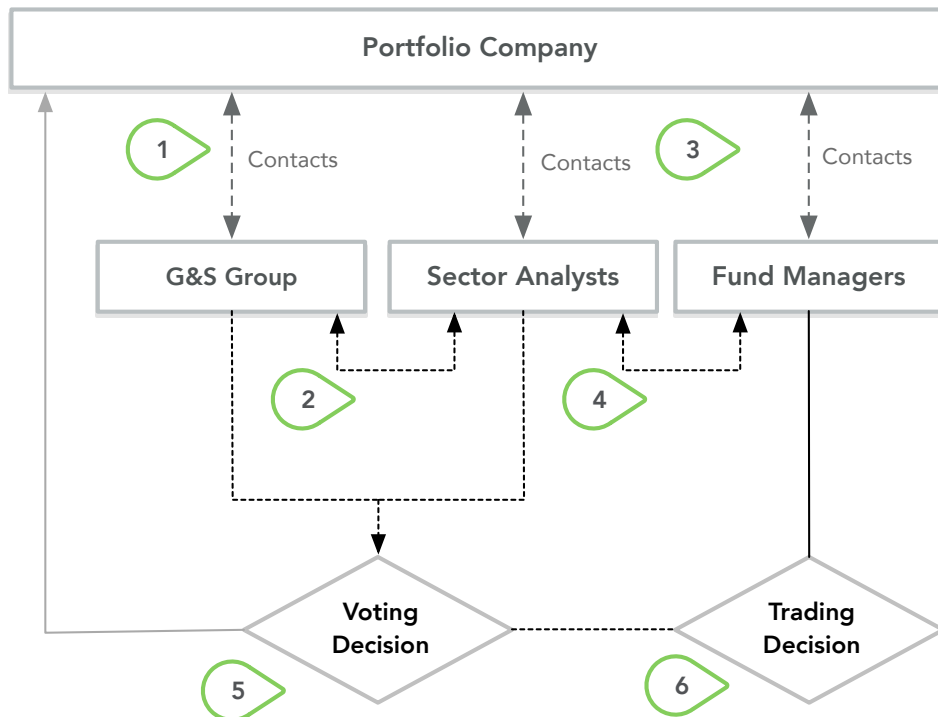 Portfolio Company
1
Contacts
Contacts
3
Contacts
G&S Group
Sector Analysts
Fund Managers
2
4
Voting
Decision
Trading
Decision
5
6